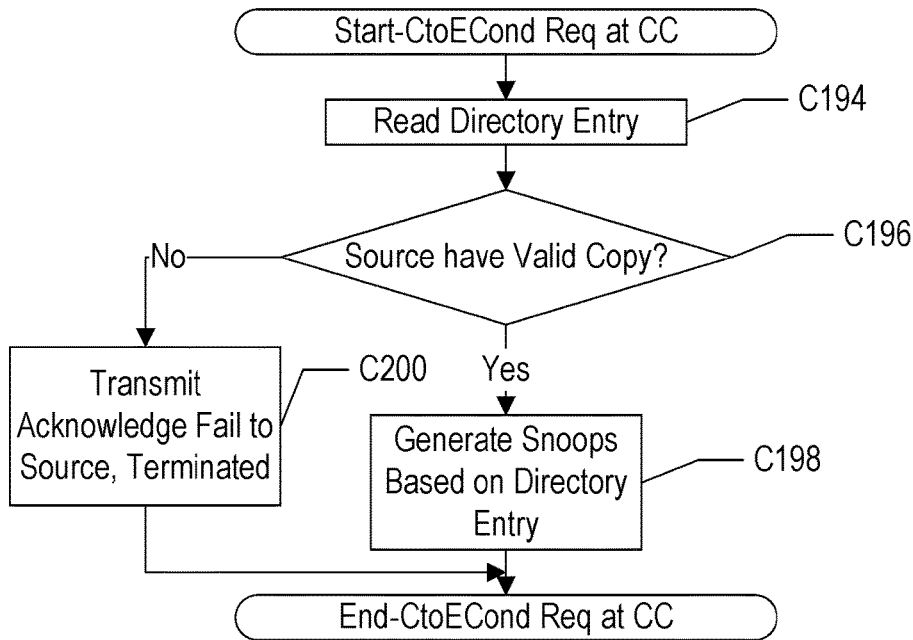 Start-CtoECond Req at CC
Read Directory Entry
C194
Source have Valid Copy?
C196
No
Yes
Transmit
Acknowledge Fail to
Source, Terminated
C200
Generate Snoops
Based on Directory
Entry
C198
End-CtoECond Req at CC